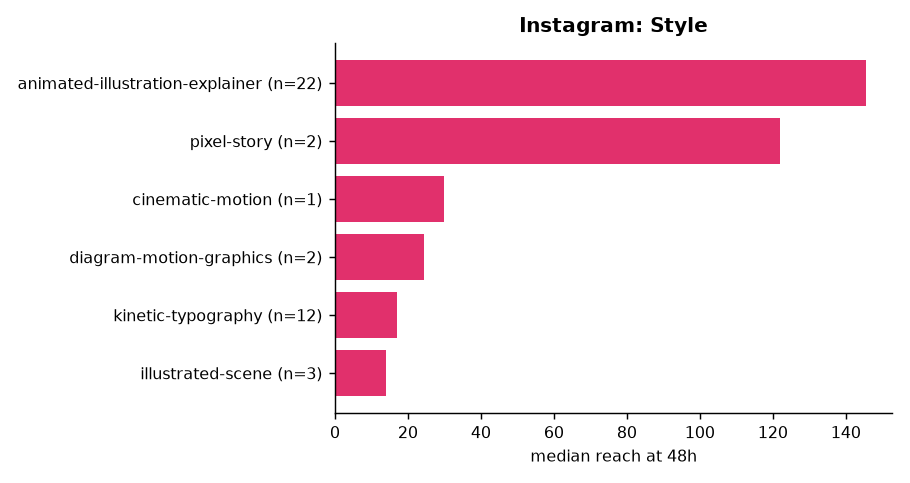 Instagram: Style
animated-illustration-explainer (n=22)
pixel-story (n=2)
cinematic-motion (n=1)
diagram-motion-graphics (n=2)
kinetic-typography (n=12)
illustrated-scene (n=3)
0 20 40 60 80 100 120 140
median reach at 48h